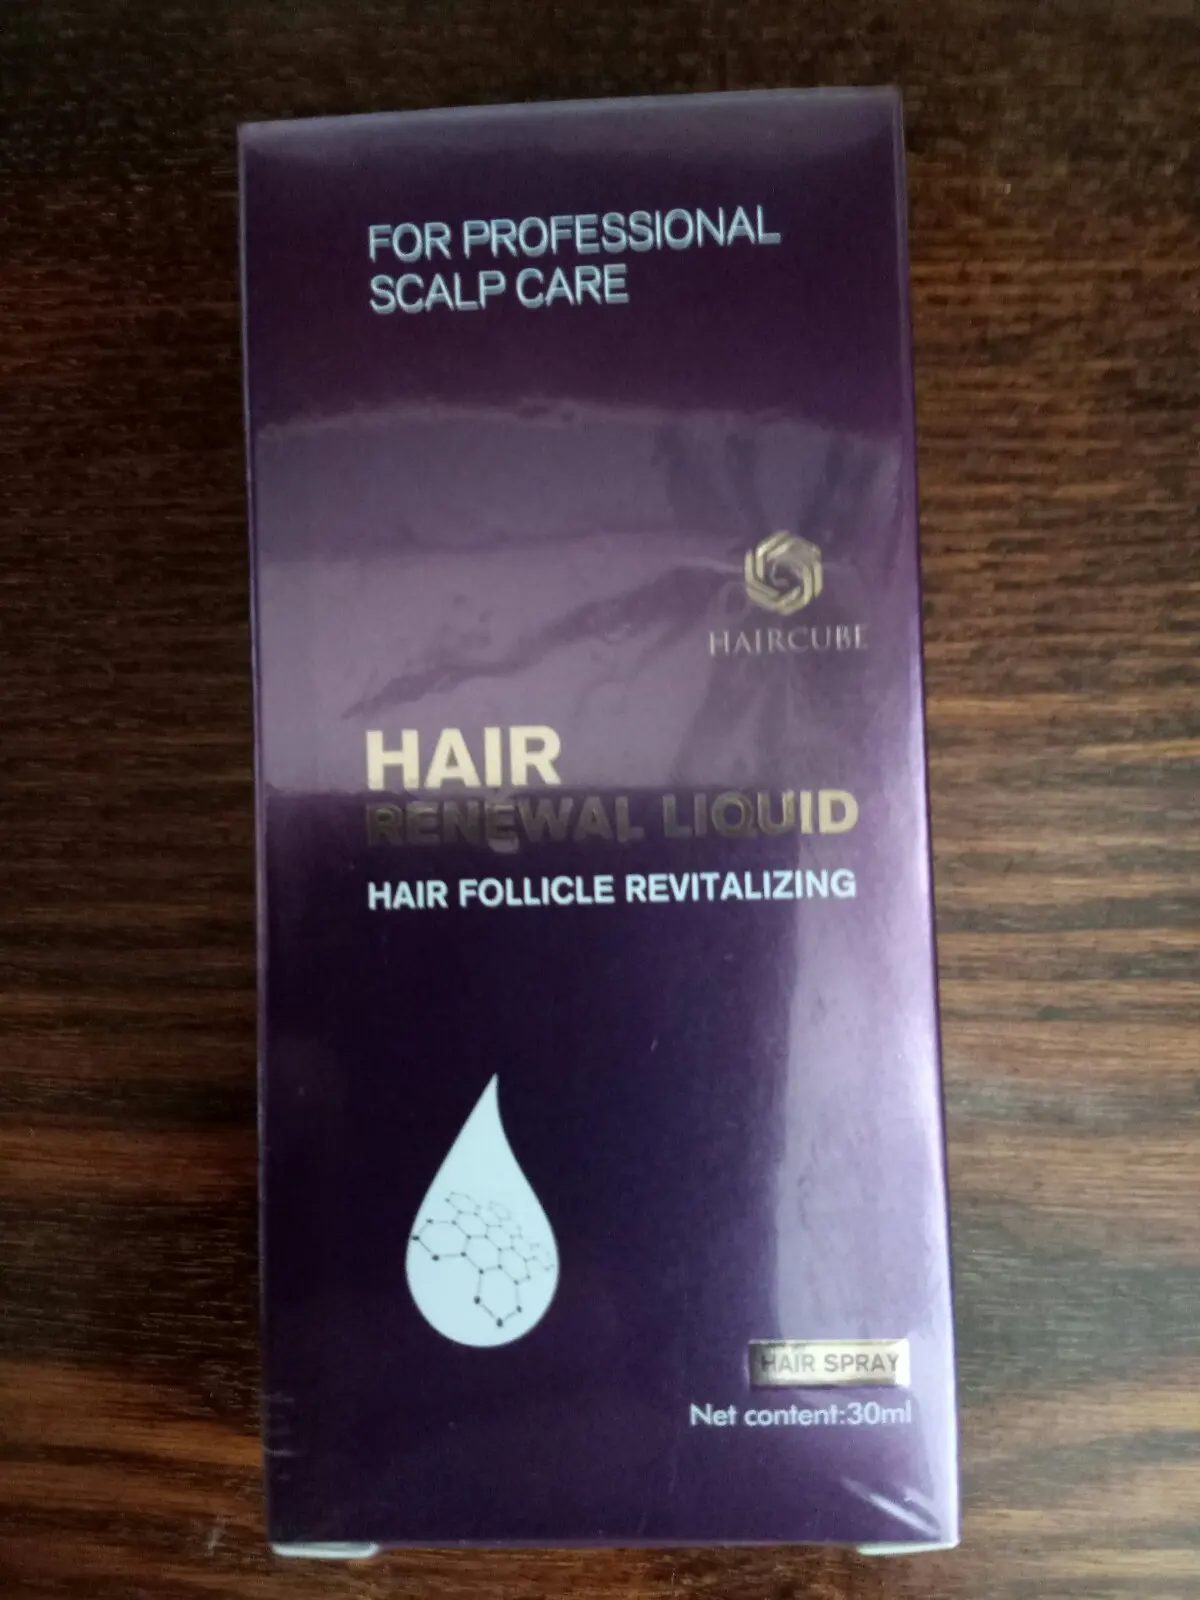 FOR PROFESSIONAL
SCALP CARE
HAIRCUBE
HAIR
RENEWAL LIQUID
HAIR FOLLICLE REVITALIZING
HAIR SPRAY
Net content:30ml